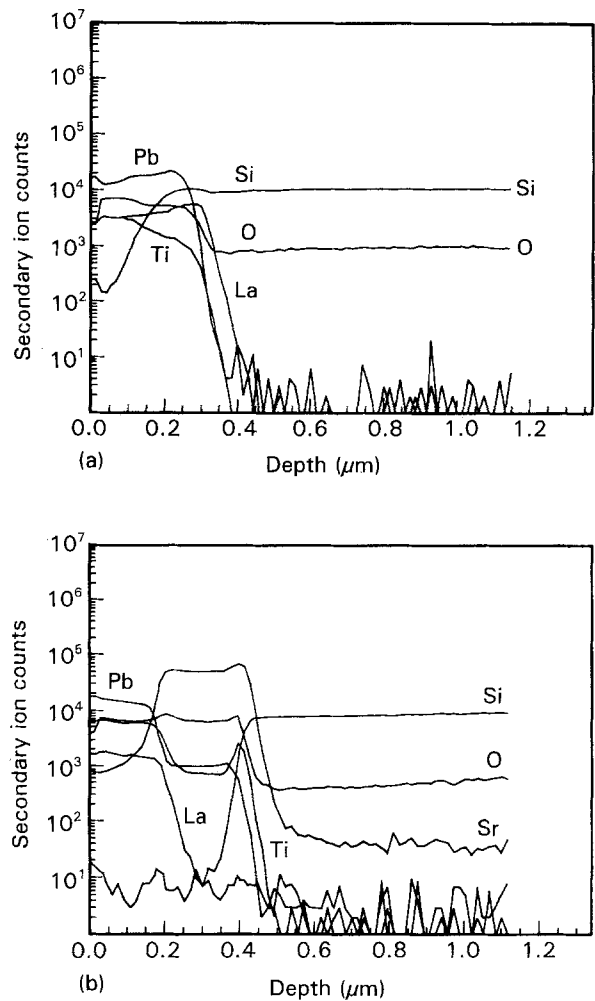 10^7
10^6
10^5
10^4
10^3
10^2
10^1
Secondary ion counts
Pb
Si
Si
O
O
Ti
La
0.0 0.2 0.4 0.6 0.8 1.0 1.2
(a)
Depth (μm)
10^7
10^6
10^5
10^4
10^3
10^2
10^1
Secondary ion counts
Pb
Si
O
La
Sr
Ti
0.0 0.2 0.4 0.6 0.8 1.0 1.2
(b)
Depth (μm)